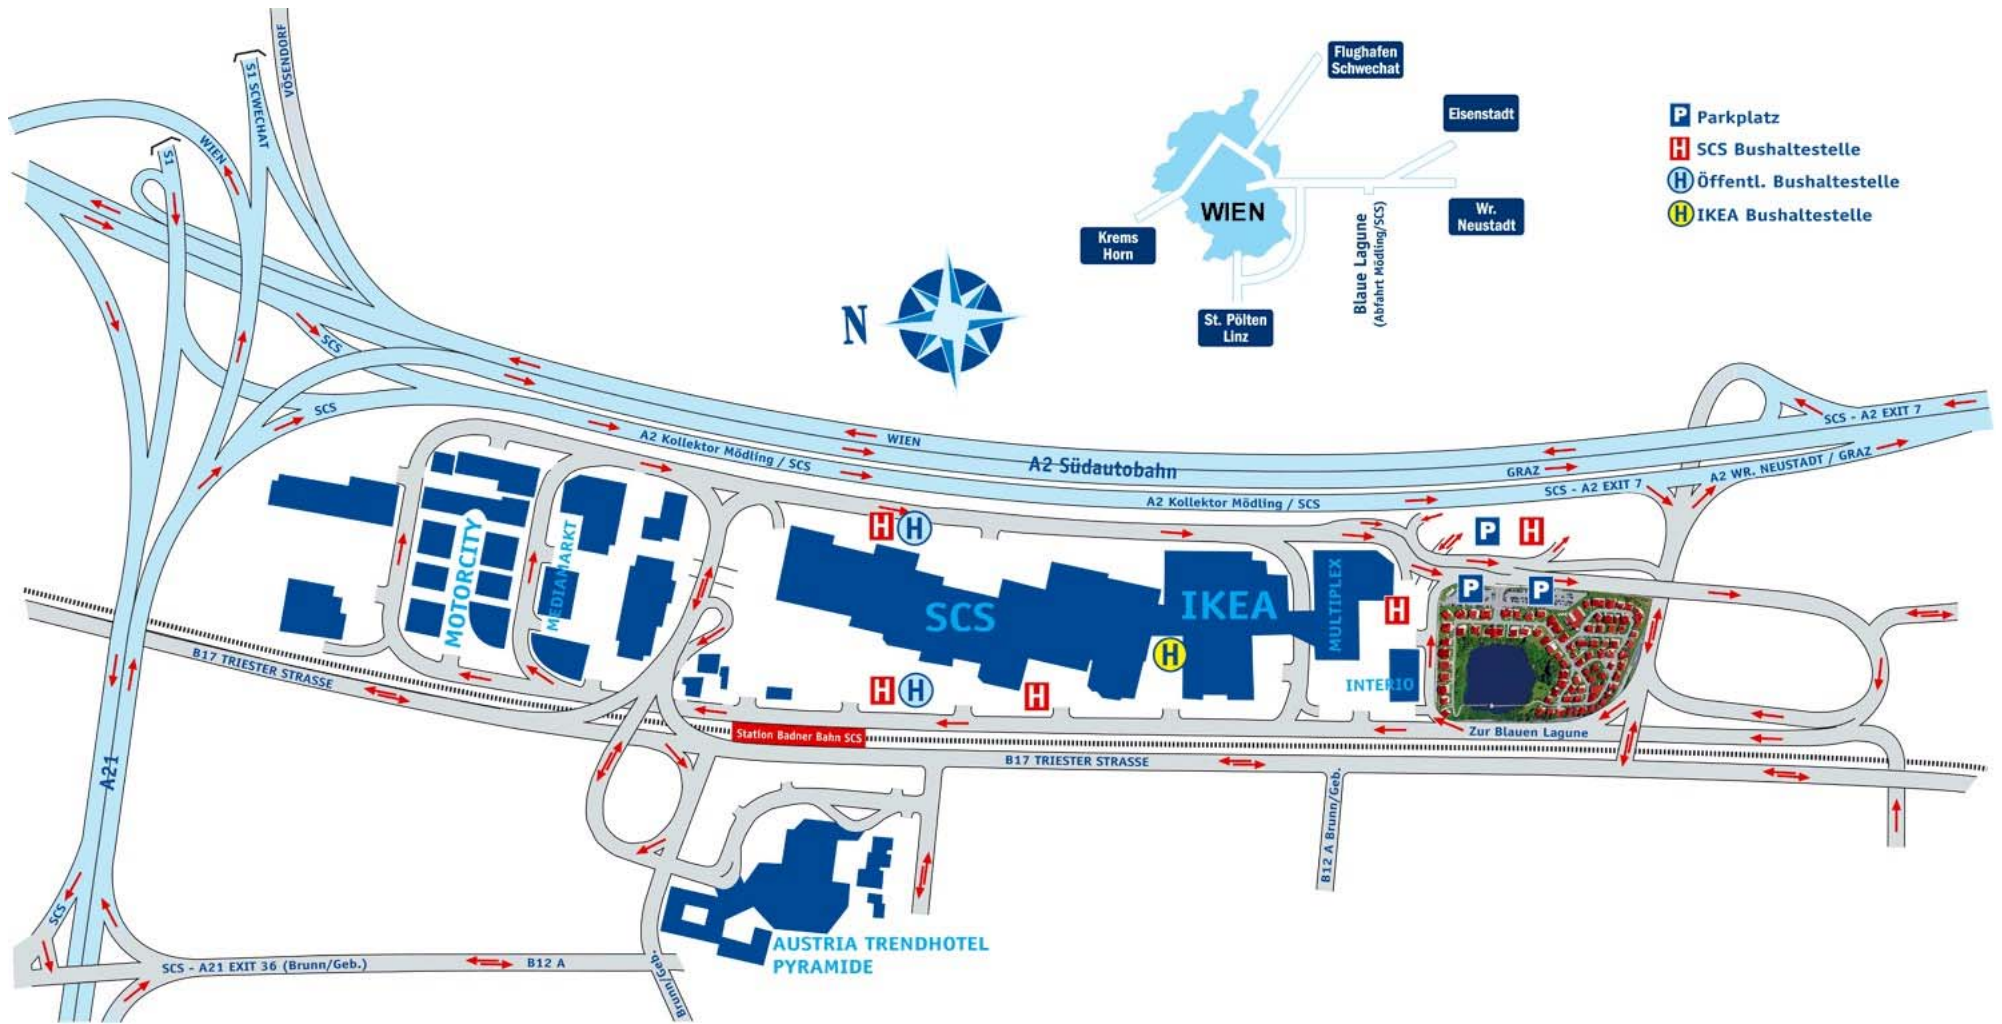 VÖSENDORF
S1 SCWECHAT
S1
WIEN
SCS
SCS
Flughafen
Schwechat
Eisenstadt
Wr.
Neustadt
WIEN
Krems
Horn
St. Pölten
Linz
Blaue Lagune
(Abfahrt Mödling/SCS)
P Parkplatz
H SCS Bushaltestelle
H Öffentl. Bushaltestelle
H IKEA Bushaltestelle
N
WIEN
A2 Kollektor Mödling / SCS
A2 Südautobahn
A2 Kollektor Mödling / SCS
GRAZ
SCS - A2 EXIT 7
SCS - A2 EXIT 7
A2 WR. NEUSTADT / GRAZ
MOTORCITY
MEDIAMARKT
H H
P H
SCS
IKEA
MULTIPLEX
H
P
P
H
H H
H
INTERIO
B17 TRIESTER STRASSE
Station Badner Bahn SCS
Zur Blauen Lagune
B17 TRIESTER STRASSE
A21
B12 A Brunn/Geb.
SCS
SCS - A21 EXIT 36 (Brunn/Geb.)
B12 A
Brunn/Geb.
AUSTRIA TRENDHOTEL
PYRAMIDE